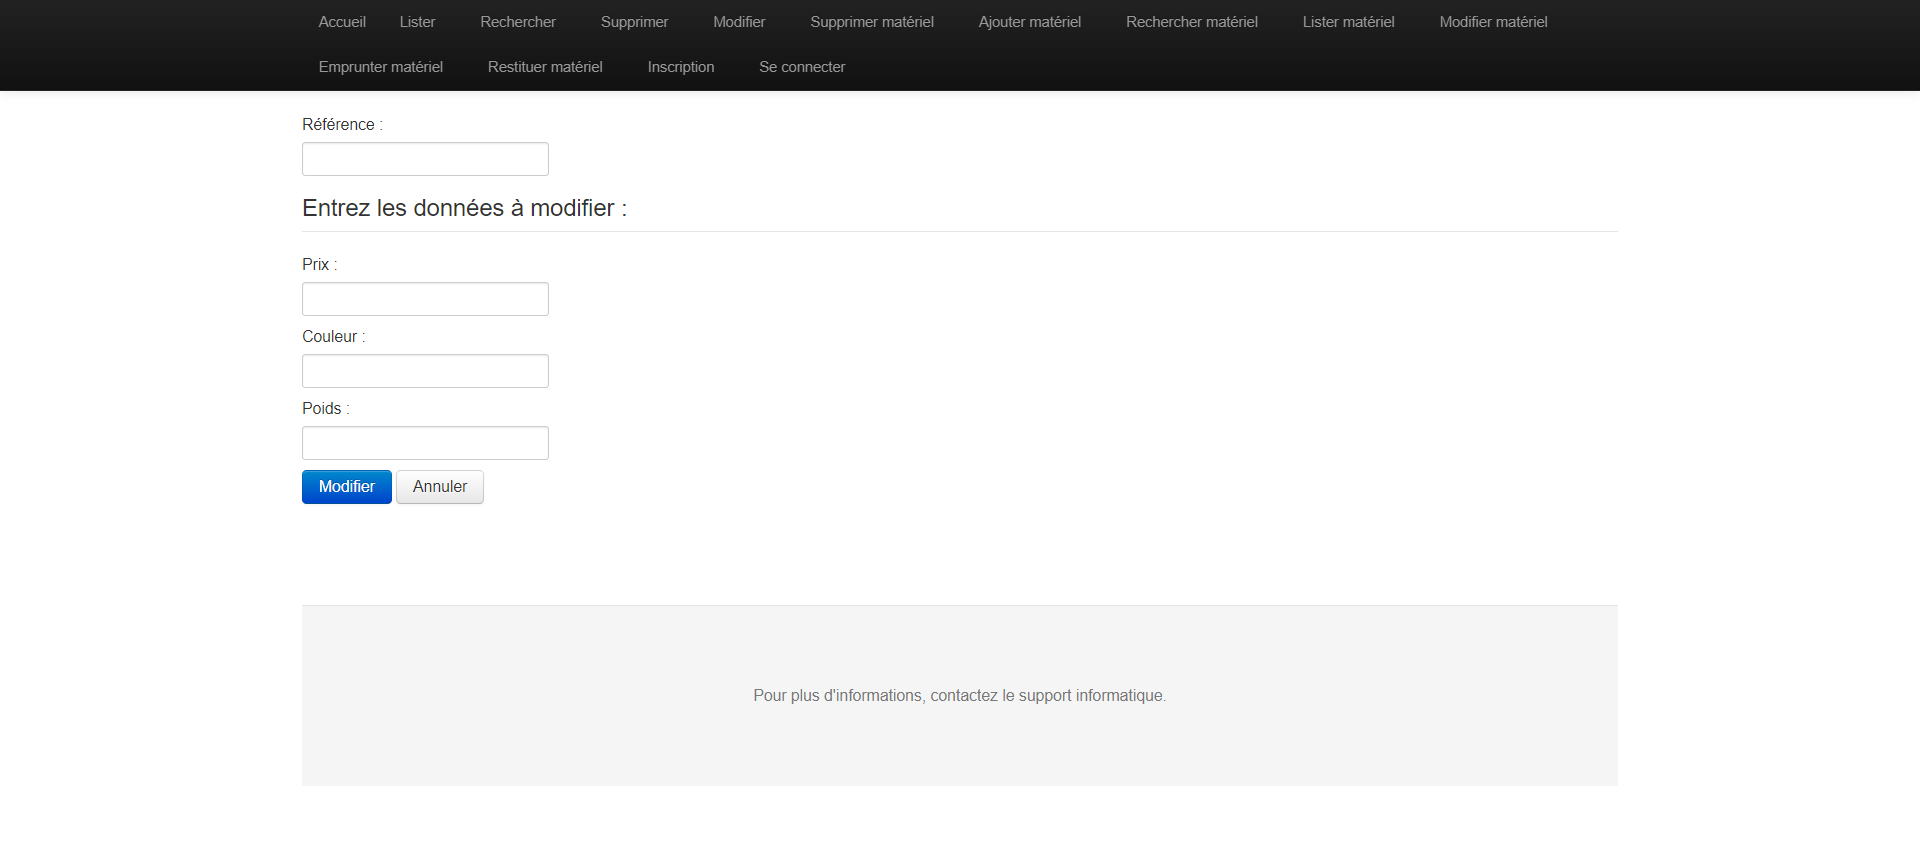 Accueil Lister Rechercher Supprimer Modifier Supprimer matériel Ajouter matériel Rechercher matériel Lister matériel Modifier matériel
Emprunter matériel Restituer matériel Inscription Se connecter
Référence :
Entrez les données à modifier :
Prix :
Couleur :
Poids :
Modifier Annuler
Pour plus d'informations, contactez le support informatique.